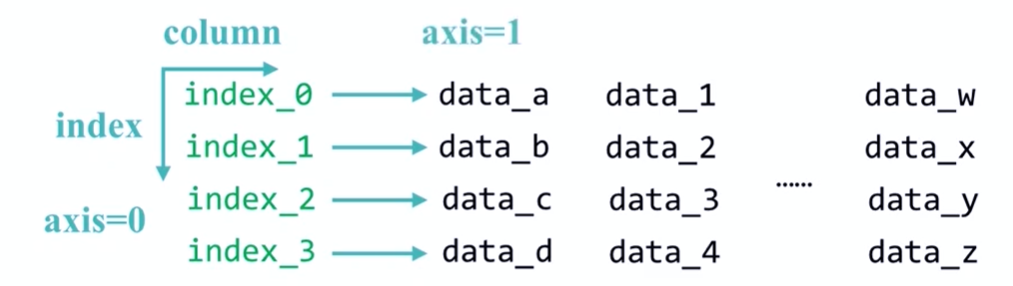 column axis=1
index_0 data_a data_1 data_w
index
index_1 data_b data_2 data_x
......
index_2 data_c data_3 data_y
axis=0
index_3 data_d data_4 data_z